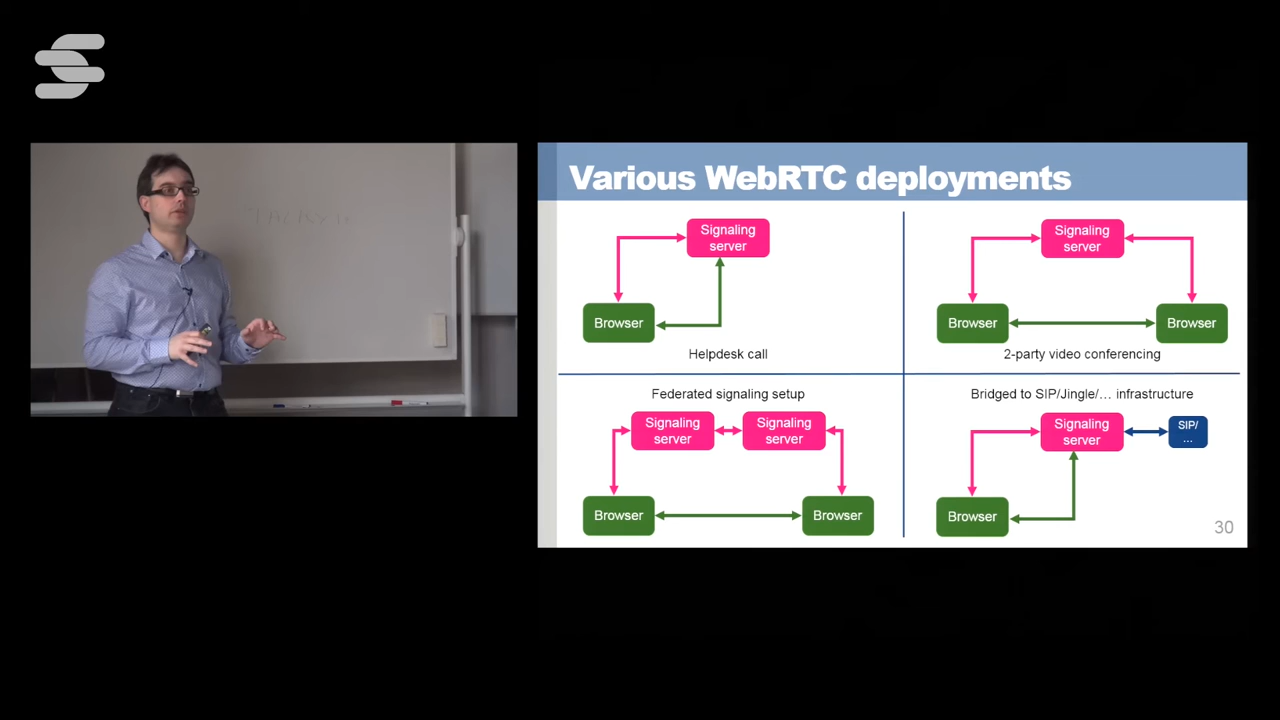 Various WebRTC deployments
Signaling
server
Browser
Helpdesk call
Signaling
server
Browser
Browser
2-party video conferencing
Federated signaling setup
Signaling
server
Signaling
server
Browser
Browser
Bridged to SIP/Jingle/... infrastructure
Signaling
server
SIP/
...
Browser
30